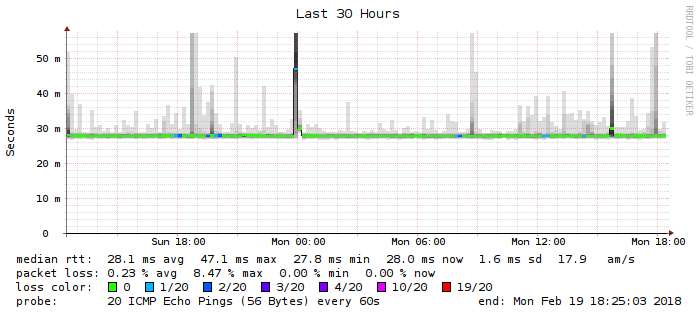 Last 30 Hours
RRDTOOL / TOBI OETIKER
Seconds
50 m
40 m
30 m
20 m
10 m
0
Sun 18:00 Mon 00:00 Mon 06:00 Mon 12:00 Mon 18:00
median rtt: 28.1 ms avg 47.1 ms max 27.8 ms min 28.0 ms now 1.6 ms sd 17.9 am/s
packet loss: 0.23 % avg 8.47 % max 0.00 % min 0.00 % now
loss color: 0 1/20 2/20 3/20 4/20 10/20 19/20
probe: 20 ICMP Echo Pings (56 Bytes) every 60s end: Mon Feb 19 18:25:03 2018